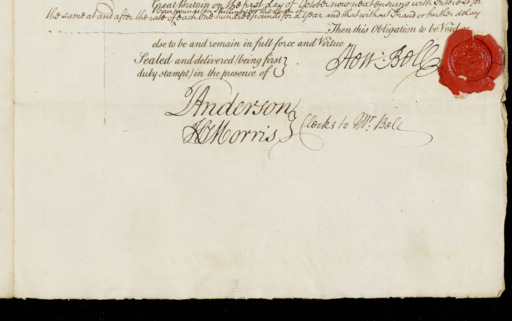 Great Britain on the first day of October now next ensuing with Interest for
the same at and after the rate of each One hundred pounds for a Year and that without Fraud or further delay
Then this Obligation to be Void or
else to be and remain in full force and Virtue
Sealed and delivered (being first
duly stampt) in the presence of
How: Bell
Anderson
Morris
Clerks to Mr. Bell